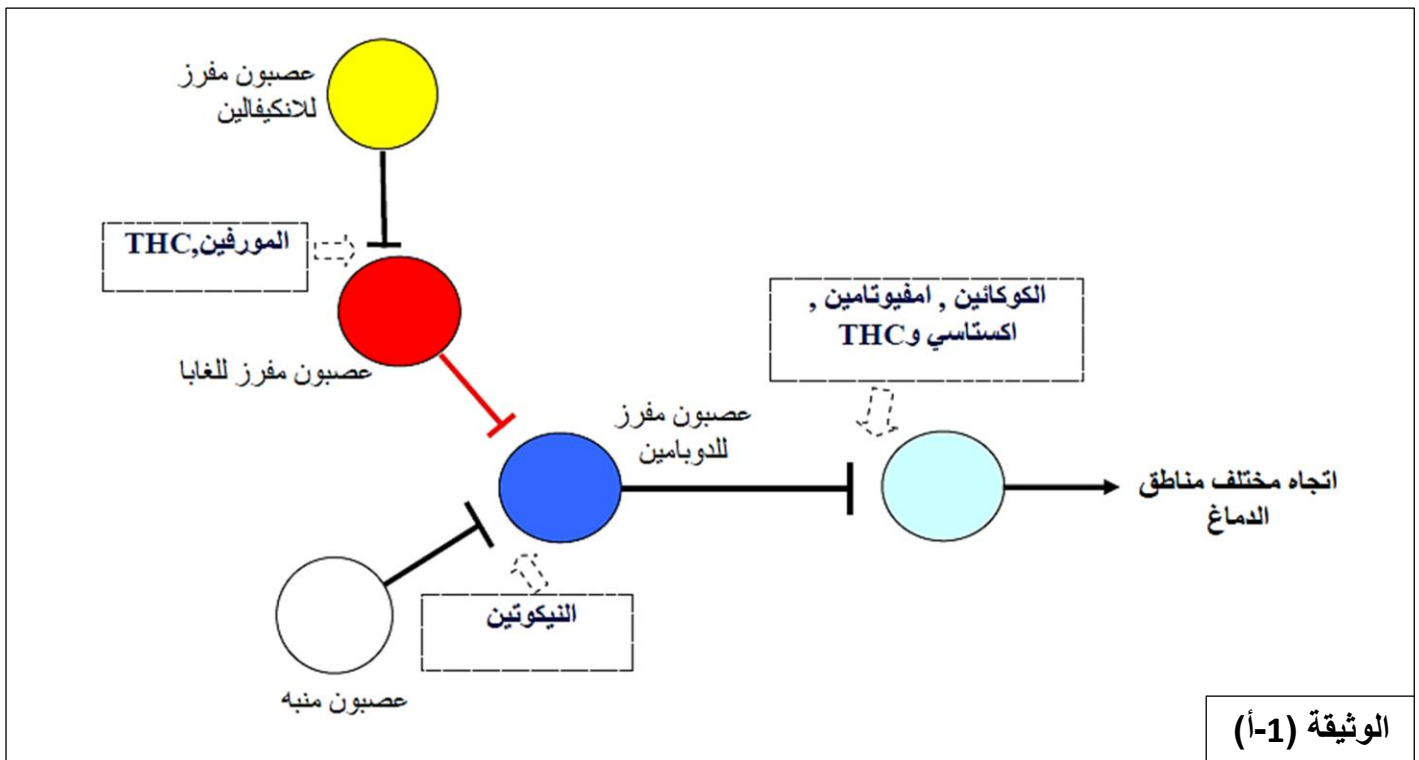 عصبون مفرز
للانكيفالين
المورفين,THC
عصبون مفرز للغابا
الكوكائين , امفيوتامين ,
اكستاسي وTHC
عصبون مفرز
للدوبامين
اتجاه مختلف مناطق
الدماغ
النيكوتين
عصبون منبه
الوثيقة (1-أ)